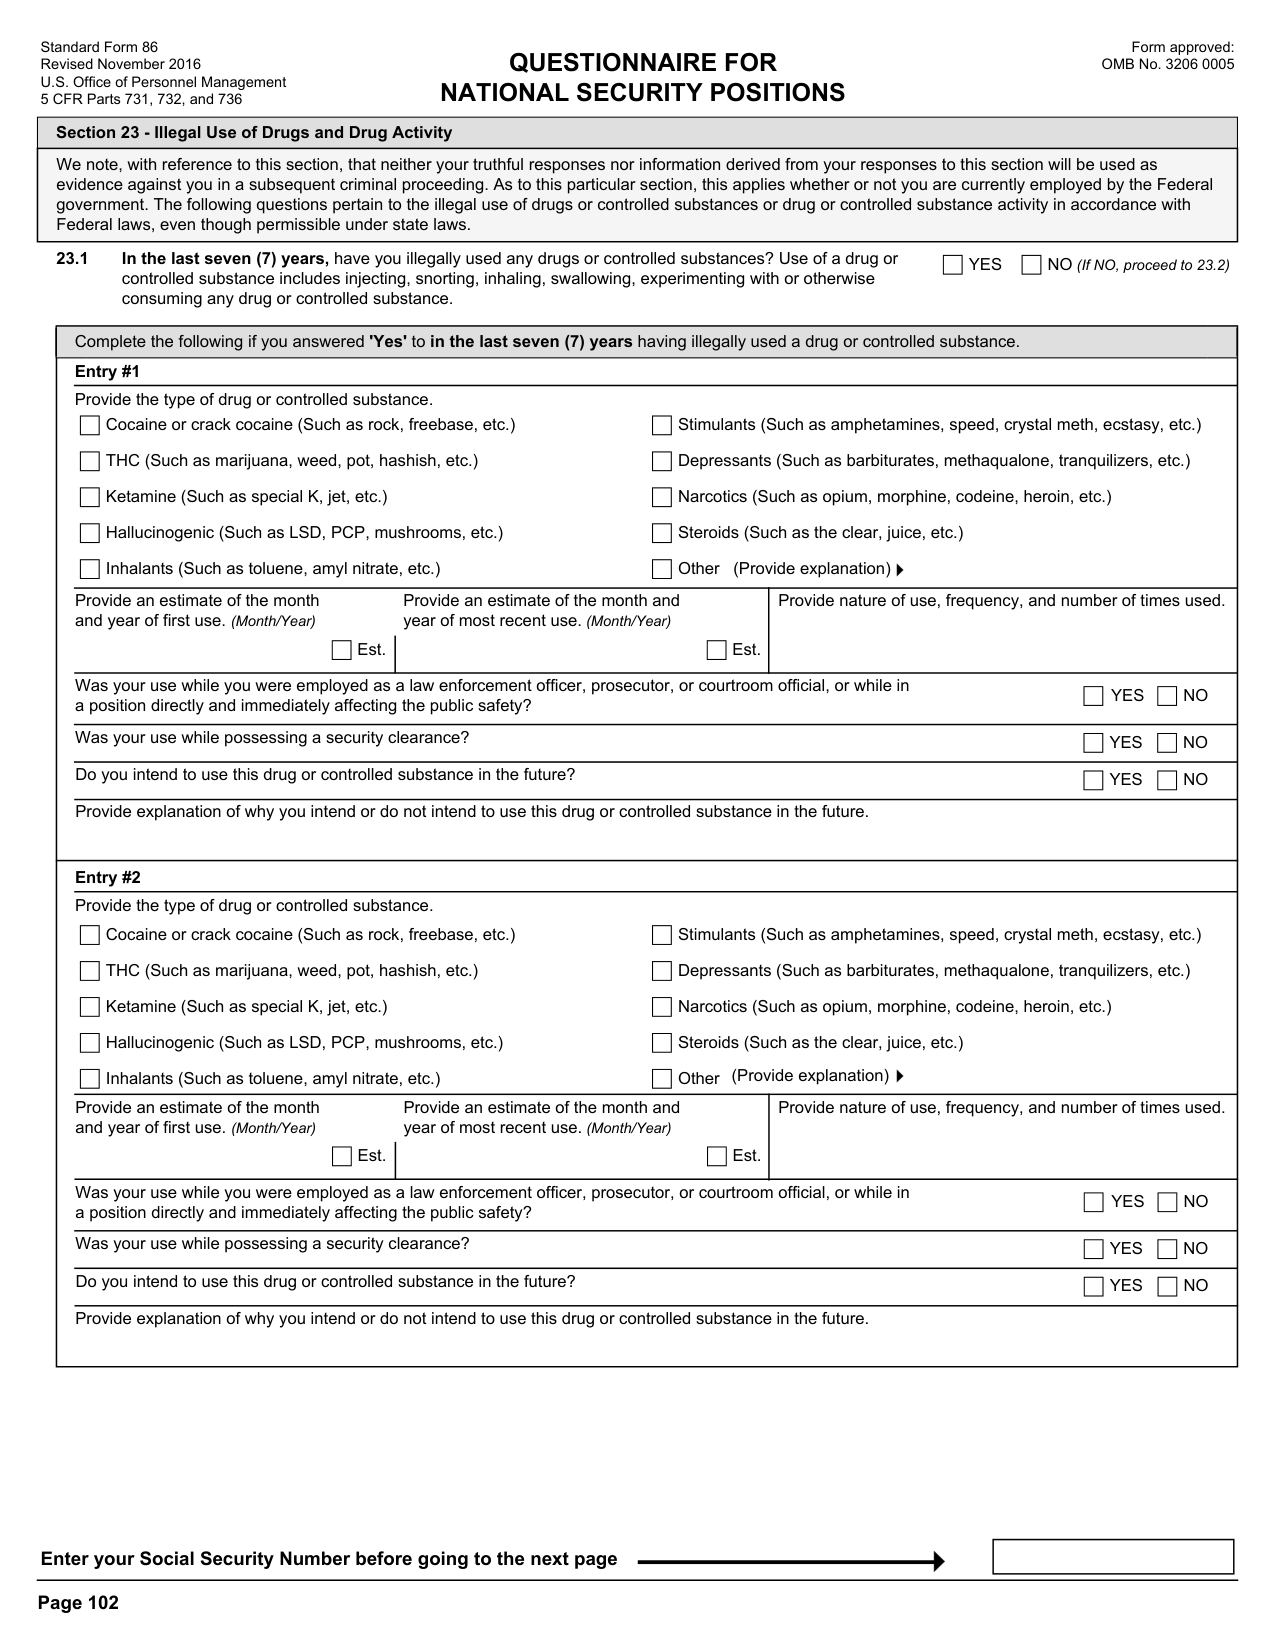 Standard Form 86
Revised November 2016
U.S. Office of Personnel Management
5 CFR Parts 731, 732, and 736
QUESTIONNAIRE FOR
NATIONAL SECURITY POSITIONS
Form approved:
OMB No. 3206 0005
Section 23 - Illegal Use of Drugs and Drug Activity
We note, with reference to this section, that neither your truthful responses nor information derived from your responses to this section will be used as
evidence against you in a subsequent criminal proceeding. As to this particular section, this applies whether or not you are currently employed by the Federal
government. The following questions pertain to the illegal use of drugs or controlled substances or drug or controlled substance activity in accordance with
Federal laws, even though permissible under state laws.
23.1 In the last seven (7) years, have you illegally used any drugs or controlled substances? Use of a drug or
controlled substance includes injecting, snorting, inhaling, swallowing, experimenting with or otherwise
consuming any drug or controlled substance.
YES NO (If NO, proceed to 23.2)
Complete the following if you answered 'Yes' to in the last seven (7) years having illegally used a drug or controlled substance.
Entry #1
Provide the type of drug or controlled substance.
Cocaine or crack cocaine (Such as rock, freebase, etc.)
Stimulants (Such as amphetamines, speed, crystal meth, ecstasy, etc.)
THC (Such as marijuana, weed, pot, hashish, etc.)
Depressants (Such as barbiturates, methaqualone, tranquilizers, etc.)
Ketamine (Such as special K, jet, etc.)
Narcotics (Such as opium, morphine, codeine, heroin, etc.)
Hallucinogenic (Such as LSD, PCP, mushrooms, etc.)
Steroids (Such as the clear, juice, etc.)
Inhalants (Such as toluene, amyl nitrate, etc.)
Other (Provide explanation)
Provide an estimate of the month
and year of first use. (Month/Year)
Est.
Provide an estimate of the month and
year of most recent use. (Month/Year)
Est.
Provide nature of use, frequency, and number of times used.
Was your use while you were employed as a law enforcement officer, prosecutor, or courtroom official, or while in
a position directly and immediately affecting the public safety?
YES NO
Was your use while possessing a security clearance?
YES NO
Do you intend to use this drug or controlled substance in the future?
YES NO
Provide explanation of why you intend or do not intend to use this drug or controlled substance in the future.
Entry #2
Provide the type of drug or controlled substance.
Cocaine or crack cocaine (Such as rock, freebase, etc.)
Stimulants (Such as amphetamines, speed, crystal meth, ecstasy, etc.)
THC (Such as marijuana, weed, pot, hashish, etc.)
Depressants (Such as barbiturates, methaqualone, tranquilizers, etc.)
Ketamine (Such as special K, jet, etc.)
Narcotics (Such as opium, morphine, codeine, heroin, etc.)
Hallucinogenic (Such as LSD, PCP, mushrooms, etc.)
Steroids (Such as the clear, juice, etc.)
Inhalants (Such as toluene, amyl nitrate, etc.)
Other (Provide explanation)
Provide an estimate of the month
and year of first use. (Month/Year)
Est.
Provide an estimate of the month and
year of most recent use. (Month/Year)
Est.
Provide nature of use, frequency, and number of times used.
Was your use while you were employed as a law enforcement officer, prosecutor, or courtroom official, or while in
a position directly and immediately affecting the public safety?
YES NO
Was your use while possessing a security clearance?
YES NO
Do you intend to use this drug or controlled substance in the future?
YES NO
Provide explanation of why you intend or do not intend to use this drug or controlled substance in the future.
Enter your Social Security Number before going to the next page
Page 102